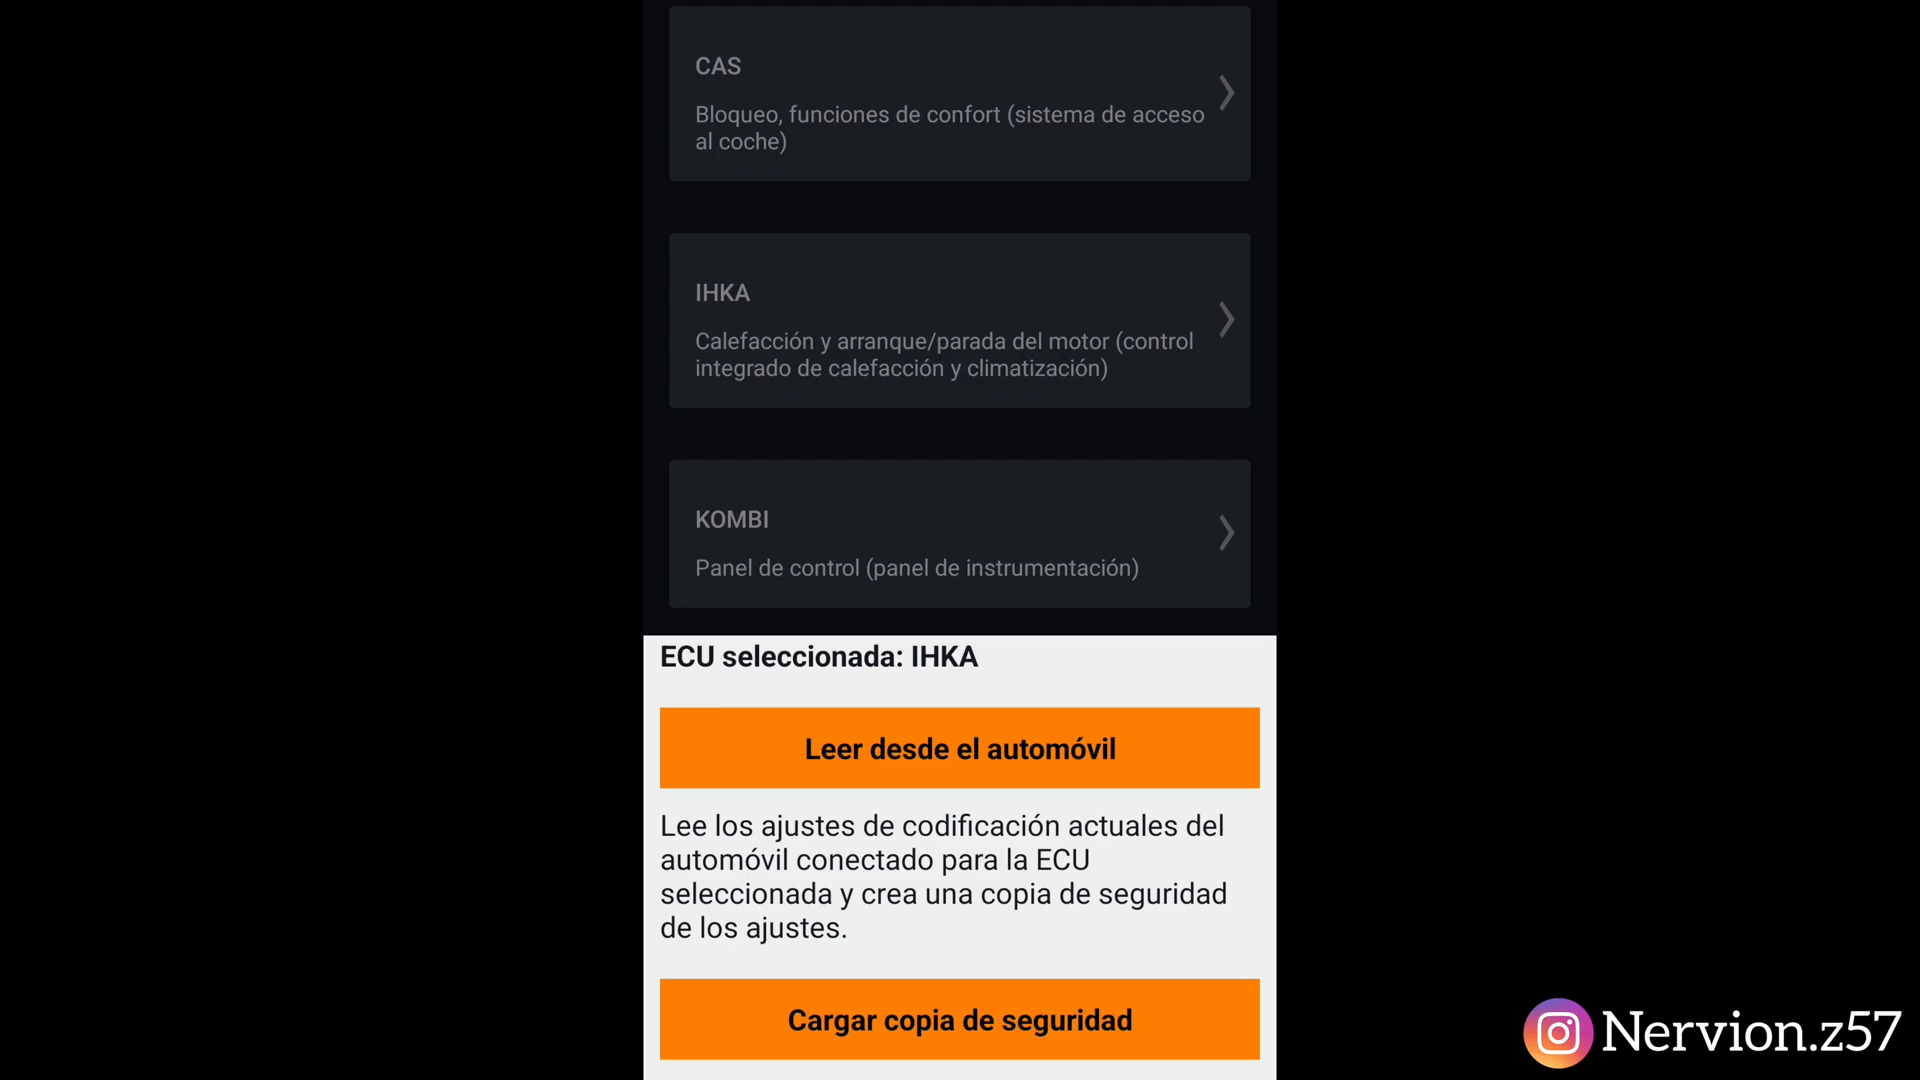 CAS
Bloqueo, funciones de confort (sistema de acceso
al coche)
IHKA
Calefacción y arranque/parada del motor (control
integrado de calefacción y climatización)
KOMBI
Panel de control (panel de instrumentación)
ECU seleccionada: IHKA
Leer desde el automóvil
Lee los ajustes de codificación actuales del
automóvil conectado para la ECU
seleccionada y crea una copia de seguridad
de los ajustes.
Cargar copia de seguridad
Nervion.z57